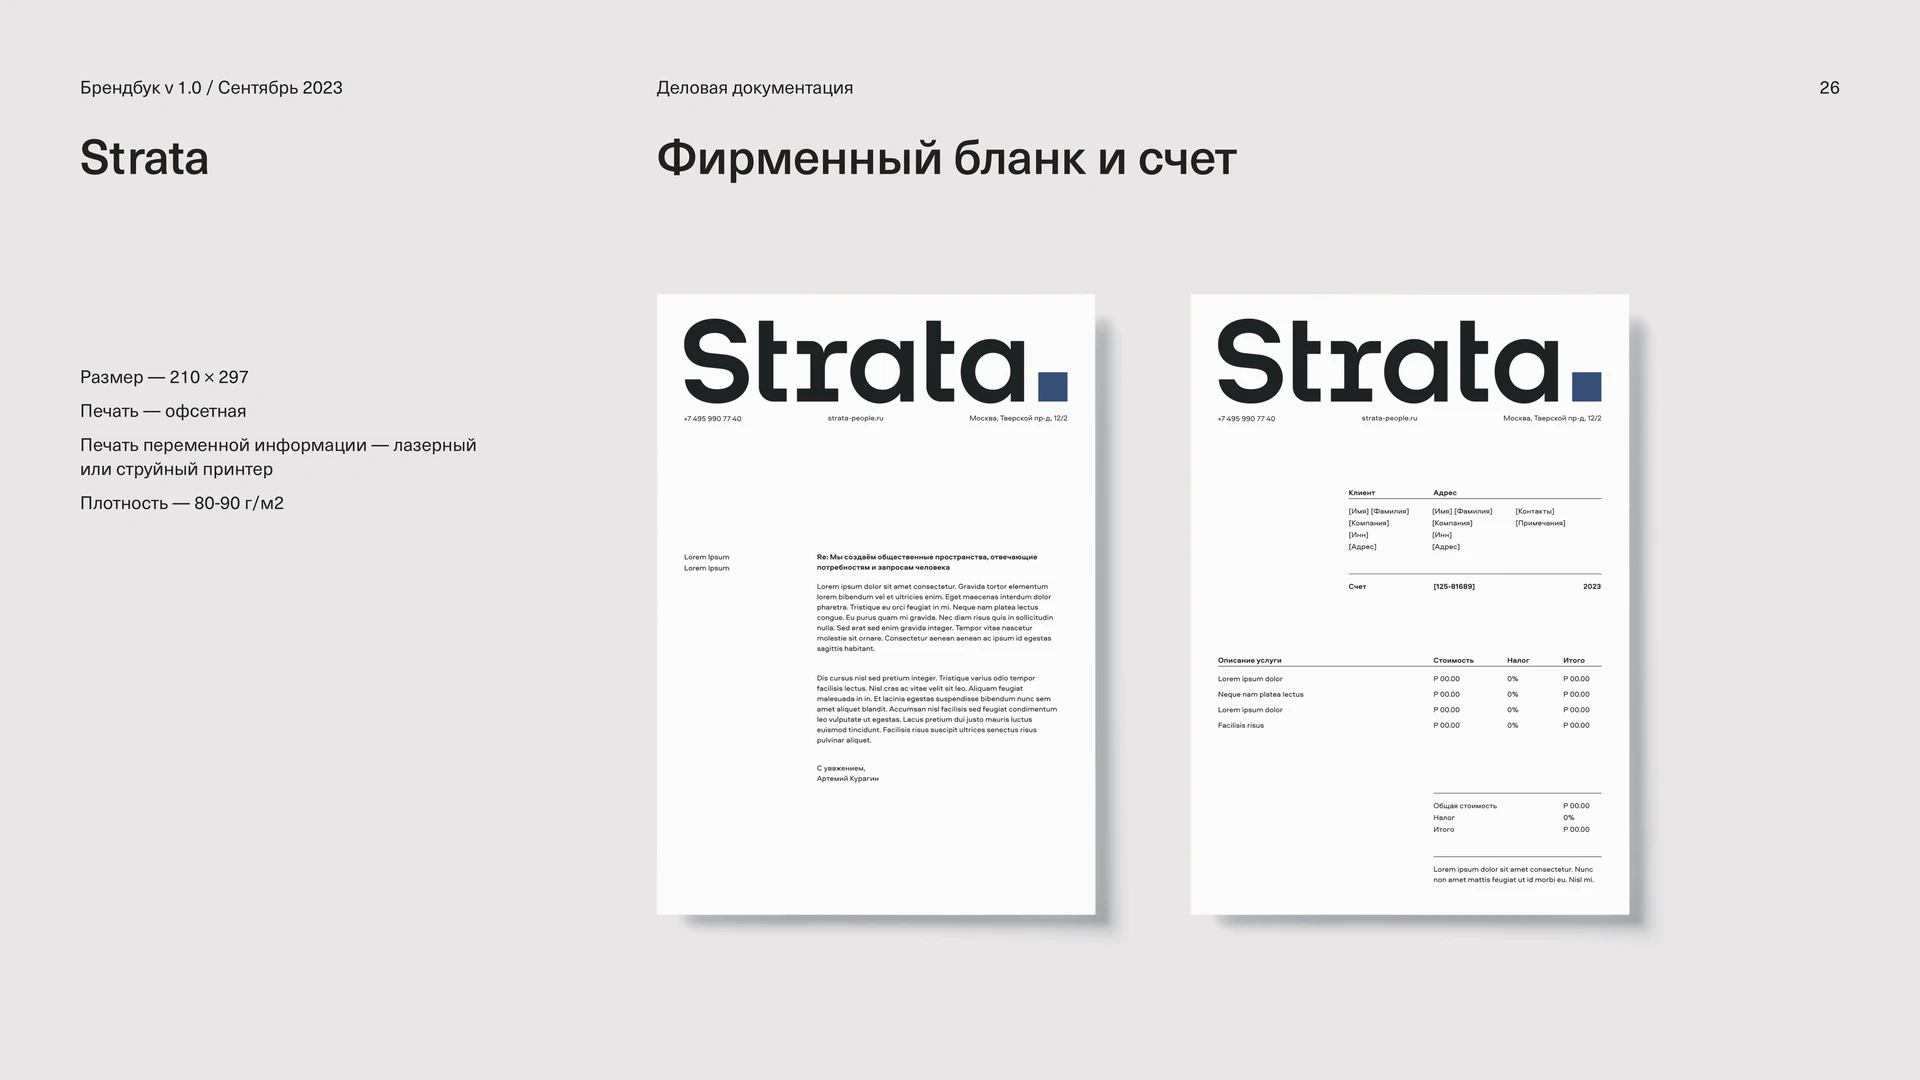 Брендбук v 1.0 / Сентябрь 2023
Деловая документация
26
Strata
Фирменный бланк и счет
Размер — 210 × 297
Печать — офсетная
Печать переменной информации — лазерный
или струйный принтер
Плотность — 80-90 г/м2
Strata.
+7 495 990 77 40
strata-people.ru
Москва, Тверской пр-д, 12/2
Lorem Ipsum
Lorem Ipsum
Re: Мы создаём общественные пространства, отвечающие
потребностям и запросам человека
Lorem ipsum dolor sit amet consectetur. Gravida tortor elementum
lorem bibendum vel et ultricies enim. Eget maecenas interdum dolor
pharetra. Tristique eu orci feugiat in mi. Neque nam platea lectus
congue. Eu purus quam mi gravida. Nec diam risus quis in sollicitudin
nulla. Sed erat sed enim gravida integer. Tempor vitae nascetur
molestie sit ornare. Consectetur aenean aenean ac ipsum id egestas
sagittis habitant.
Dis cursus nisl sed pretium integer. Tristique varius odio tempor
facilisis lectus. Nisl cras ac vitae velit sit leo. Aliquam feugiat
malesuada in in. Et lacinia egestas suspendisse bibendum nunc sem
amet aliquet blandit. Accumsan nisl facilisis sed feugiat condimentum
leo vulputate ut egestas. Lacus pretium dui justo mauris luctus
euismod tincidunt. Facilisis risus suscipit ultrices senectus risus
pulvinar aliquet.
С уважением,
Артемий Курагин
Strata.
+7 495 990 77 40
strata-people.ru
Москва, Тверской пр-д, 12/2
Клиент Адрес
[Имя] [Фамилия] [Имя] [Фамилия] [Контакты]
[Компания] [Компания] [Примечания]
[Инн] [Инн]
[Адрес] [Адрес]
Счет [125-81689] 2023
Описание услуги Стоимость Налог Итого
Lorem ipsum dolor Р 00.00 0% Р 00.00
Neque nam platea lectus Р 00.00 0% Р 00.00
Lorem ipsum dolor Р 00.00 0% Р 00.00
Facilisis risus Р 00.00 0% Р 00.00
Общая стоимость Р 00.00
Налог 0%
Итого Р 00.00
Lorem ipsum dolor sit amet consectetur. Nunc
non amet mattis feugiat ut id morbi eu. Nisl mi.